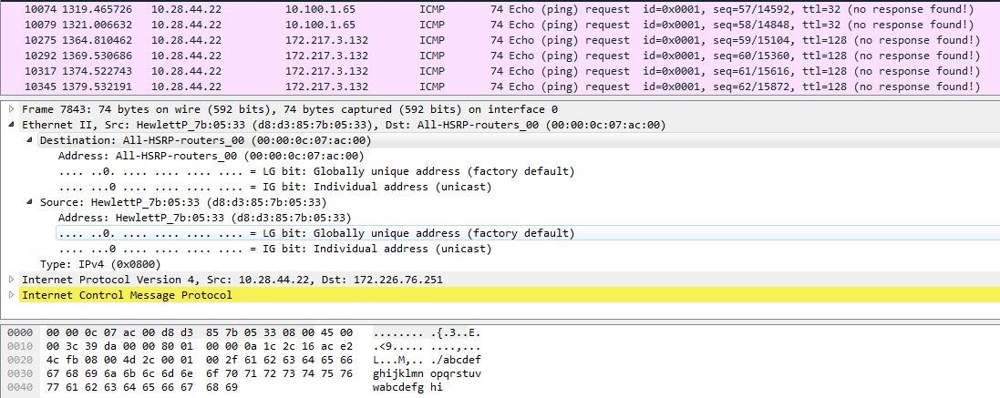 10074 1319.465726 10.28.44.22 10.100.1.65 ICMP 74 Echo (ping) request id=0x0001, seq=57/14592, ttl=32 (no response found!)
10079 1321.006632 10.28.44.22 10.100.1.65 ICMP 74 Echo (ping) request id=0x0001, seq=58/14848, ttl=32 (no response found!)
10275 1364.810462 10.28.44.22 172.217.3.132 ICMP 74 Echo (ping) request id=0x0001, seq=59/15104, ttl=128 (no response found!)
10292 1369.530686 10.28.44.22 172.217.3.132 ICMP 74 Echo (ping) request id=0x0001, seq=60/15360, ttl=128 (no response found!)
10317 1374.522743 10.28.44.22 172.217.3.132 ICMP 74 Echo (ping) request id=0x0001, seq=61/15616, ttl=128 (no response found!)
10345 1379.532191 10.28.44.22 172.217.3.132 ICMP 74 Echo (ping) request id=0x0001, seq=62/15872, ttl=128 (no response found!)
Frame 7843: 74 bytes on wire (592 bits), 74 bytes captured (592 bits) on interface 0
Ethernet II, Src: HewlettP_7b:05:33 (d8:d3:85:7b:05:33), Dst: All-HSRP-routers_00 (00:00:0c:07:ac:00)
Destination: All-HSRP-routers_00 (00:00:0c:07:ac:00)
Address: All-HSRP-routers_00 (00:00:0c:07:ac:00)
.... ..0. .... .... .... .... = LG bit: Globally unique address (factory default)
.... ...0 .... .... .... .... = IG bit: Individual address (unicast)
Source: HewlettP_7b:05:33 (d8:d3:85:7b:05:33)
Address: HewlettP_7b:05:33 (d8:d3:85:7b:05:33)
.... ..0. .... .... .... .... = LG bit: Globally unique address (factory default)
.... ...0 .... .... .... .... = IG bit: Individual address (unicast)
Type: IPv4 (0x0800)
Internet Protocol Version 4, Src: 10.28.44.22, Dst: 172.226.76.251
Internet Control Message Protocol
0000 00 00 0c 07 ac 00 d8 d3 85 7b 05 33 08 00 45 00 ........ .{.3..E.
0010 00 3c 39 da 00 00 80 01 00 00 0a 1c 2c 16 ac e2 .<9..... ....,...
0020 4c fb 08 00 4d 2c 00 01 00 2f 61 62 63 64 65 66 L...M,.. ./abcdef
0030 67 68 69 6a 6b 6c 6d 6e 6f 70 71 72 73 74 75 76 ghijklmn opqrstuv
0040 77 61 62 63 64 65 66 67 68 69 wabcdefg hi